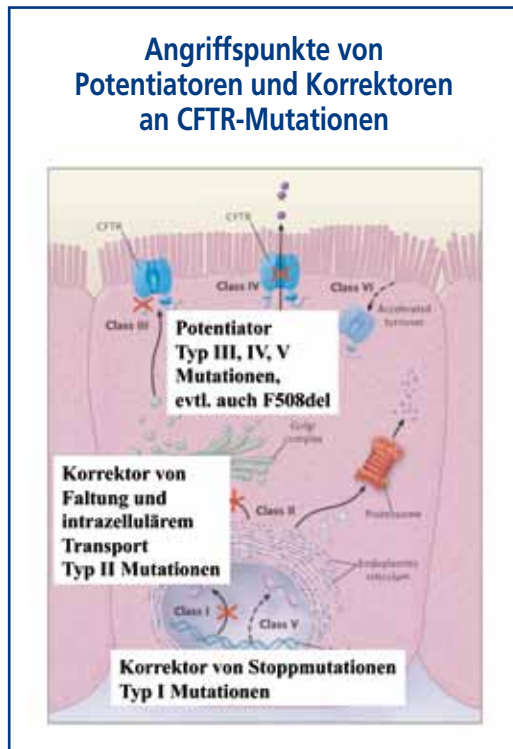 Angriffspunkte von
Potentiatoren und Korrektoren
an CFTR-Mutationen
CFTR
CFTR
Class IV
Class VI
Accelerated
turnover
Class III
Potentiator
Typ III, IV, V
Mutationen,
evtl. auch F508del
Golgi
complex
Korrektor von
Faltung und
intrazellulärem
Transport
Typ II Mutationen
Class II
Proteasome
Endoplasmic
reticulum
Class I
Class V
Korrektor von Stoppmutationen
Typ I Mutationen